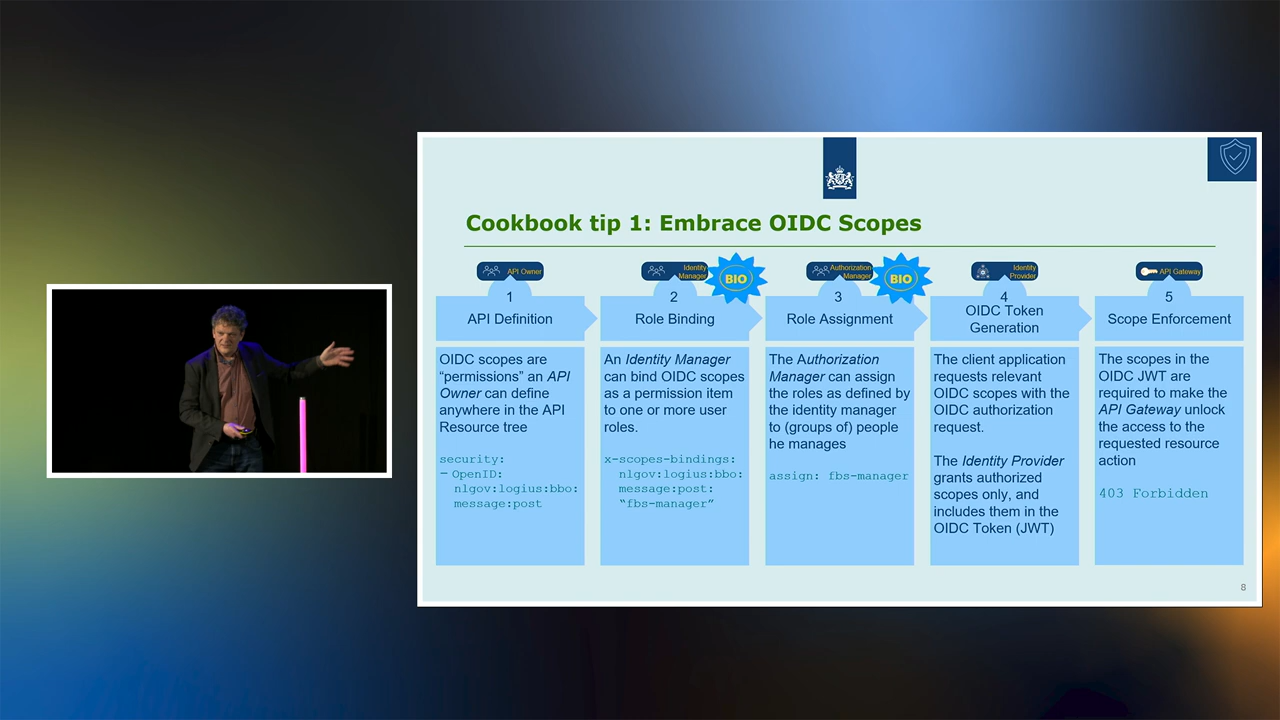 Cookbook tip 1: Embrace OIDC Scopes
API Owner
1
API Definition
OIDC scopes are
“permissions” an API
Owner can define
anywhere in the API
Resource tree
security:
– OpenID:
nlgov:logius:bbo:
message:post
Identity
Manager
BIO
2
Role Binding
An Identity Manager
can bind OIDC scopes
as a permission item
to one or more user
roles.
x-scopes-bindings:
nlgov:logius:bbo:
message:post:
“fbs-manager”
Authorization
Manager
BIO
3
Role Assignment
The Authorization
Manager can assign
the roles as defined by
the identity manager
to (groups of) people
he manages
assign: fbs-manager
Identity
Provider
4
OIDC Token
Generation
The client application
requests relevant
OIDC scopes with the
OIDC authorization
request.
The Identity Provider
grants authorized
scopes only, and
includes them in the
OIDC Token (JWT)
API Gateway
5
Scope Enforcement
The scopes in the
OIDC JWT are
required to make the
API Gateway unlock
the access to the
requested resource
action
403 Forbidden
8